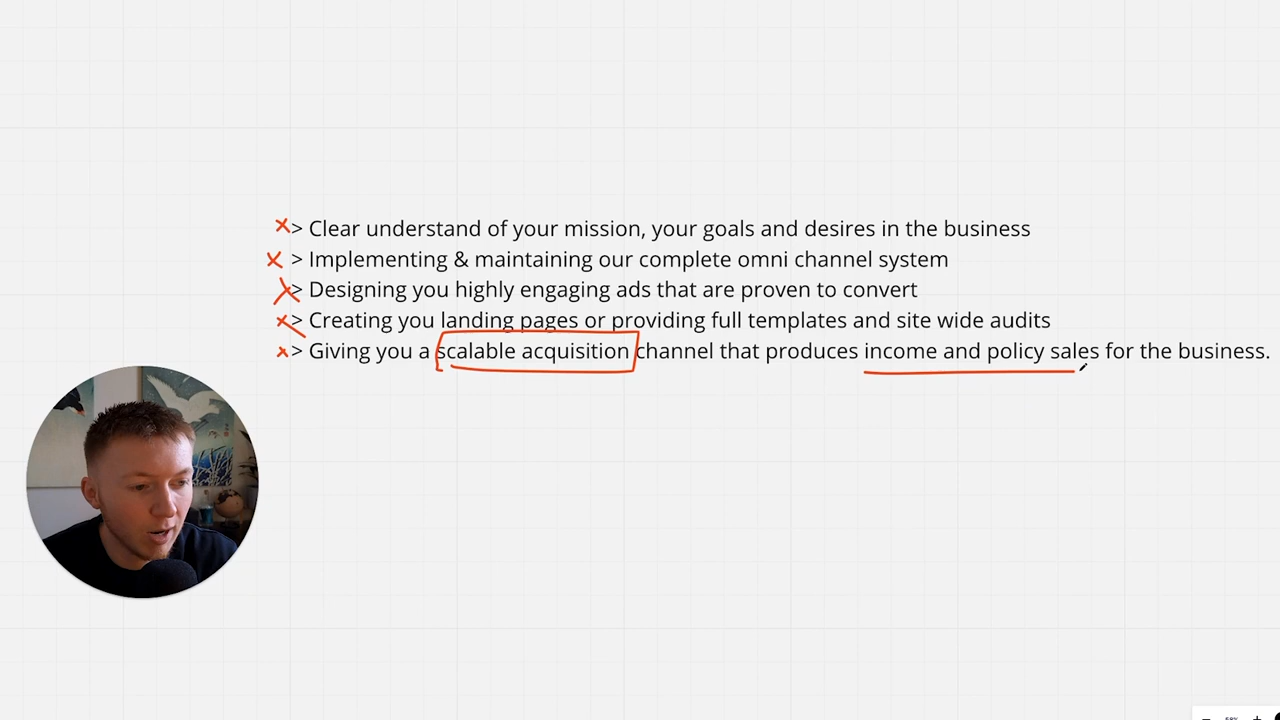 > Clear understand of your mission, your goals and desires in the business
> Implementing & maintaining our complete omni channel system
> Designing you highly engaging ads that are proven to convert
> Creating you landing pages or providing full templates and site wide audits
> Giving you a scalable acquisition channel that produces income and policy sales for the business.